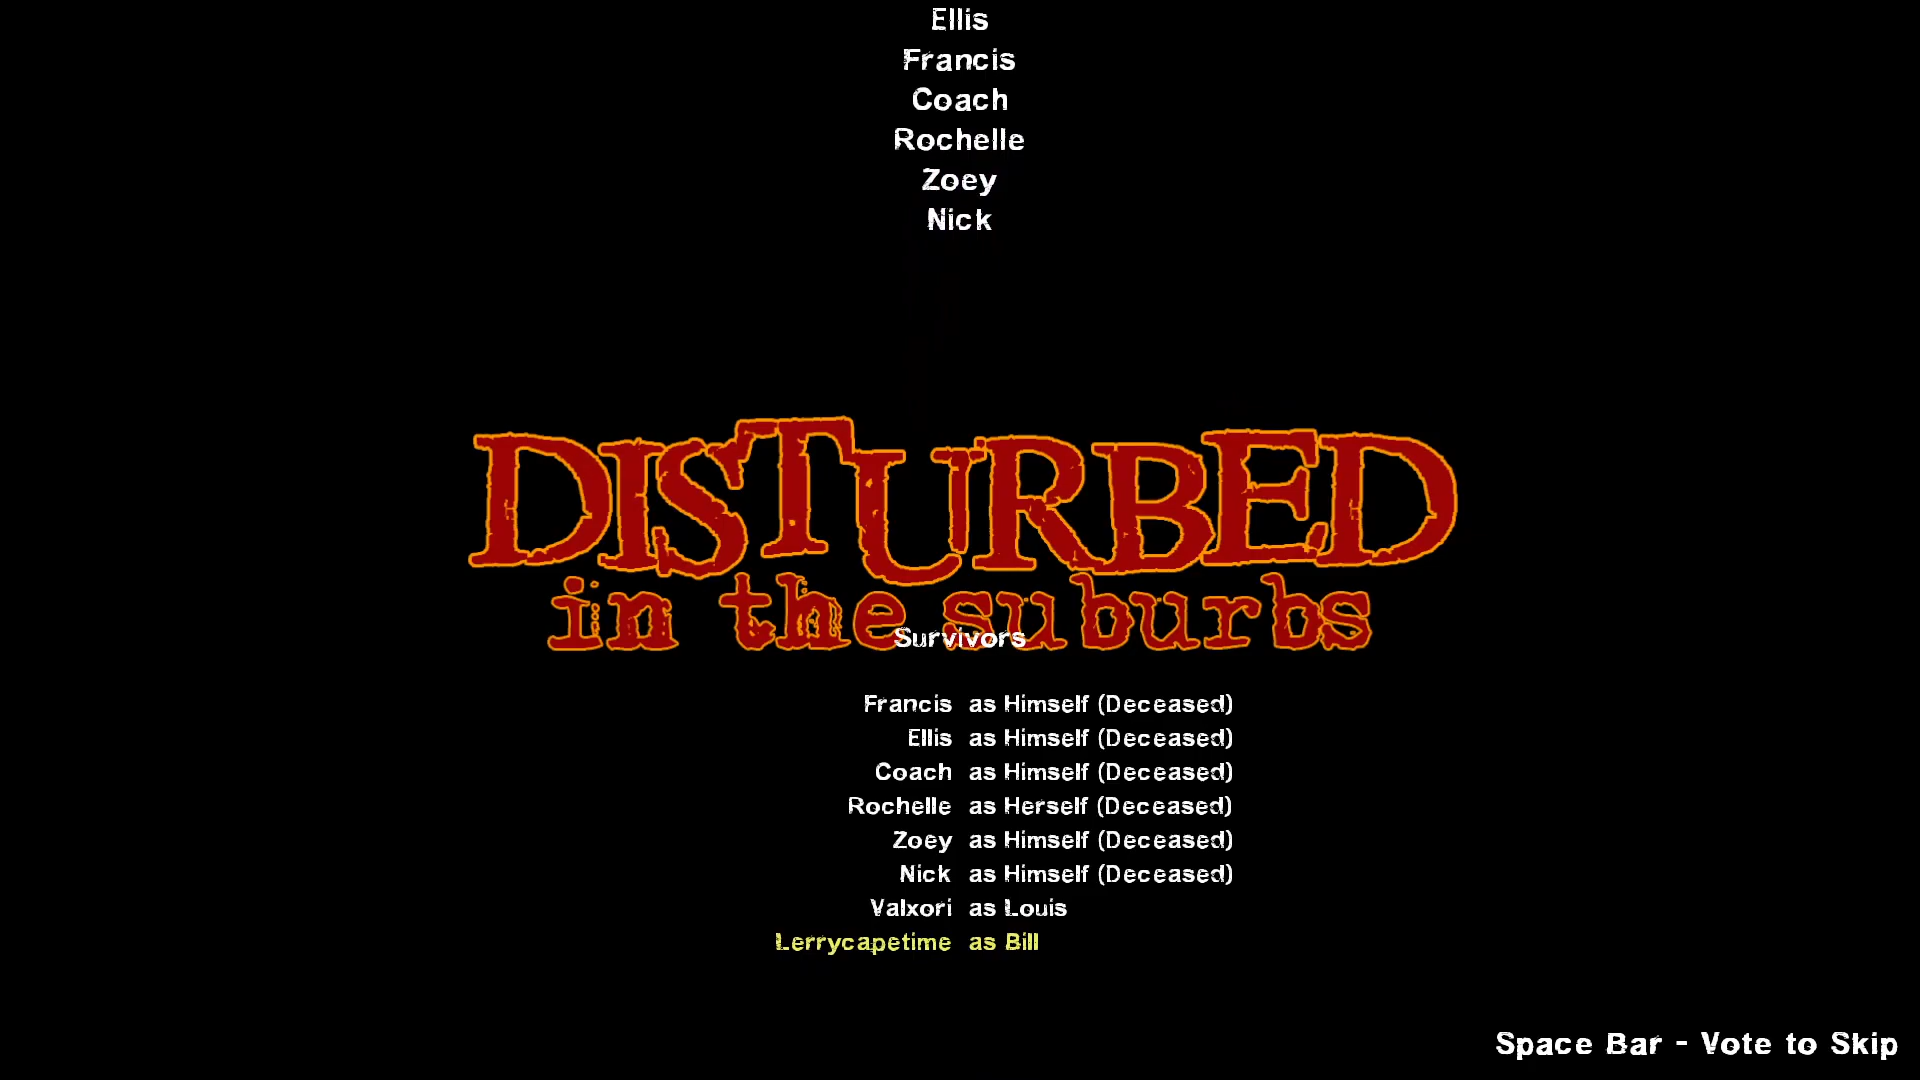 Ellis
Francis
Coach
Rochelle
Zoey
Nick
DISTURBED
in the suburbs
Survivors
Francis as Himself (Deceased)
Ellis as Himself (Deceased)
Coach as Himself (Deceased)
Rochelle as Herself (Deceased)
Zoey as Himself (Deceased)
Nick as Himself (Deceased)
Valxori as Louis
Lerrycapetime as Bill
Space Bar - Vote to Skip